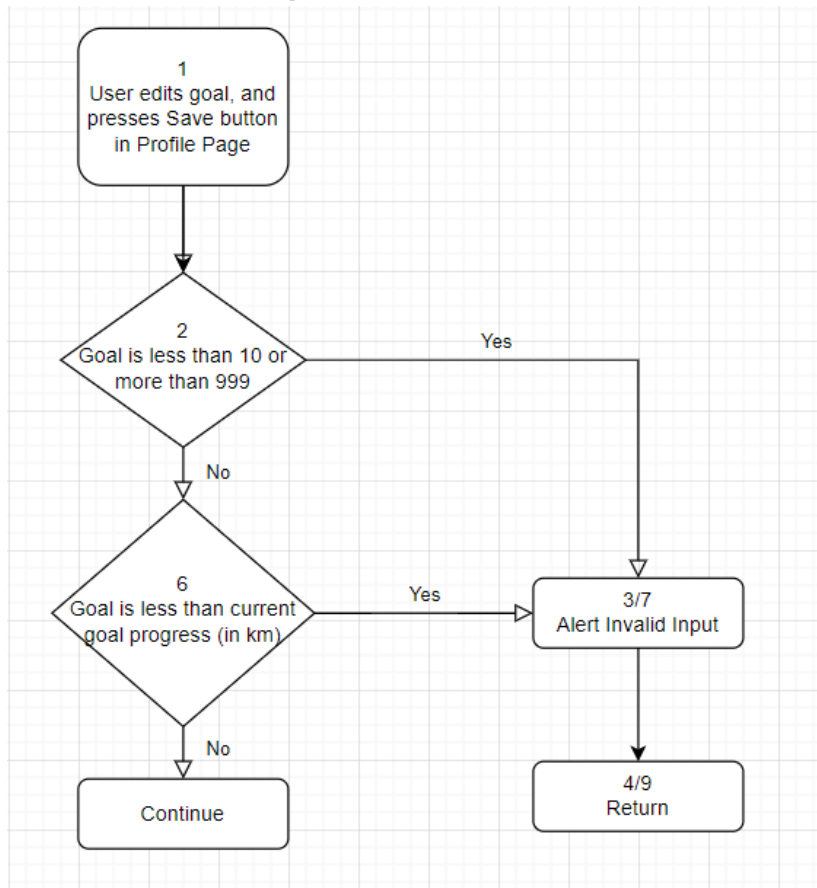 1
User edits goal, and
presses Save button
in Profile Page
2
Goal is less than 10 or
more than 999
Yes
No
6
Goal is less than current
goal progress (in km)
Yes
3/7
Alert Invalid Input
No
Continue
4/9
Return